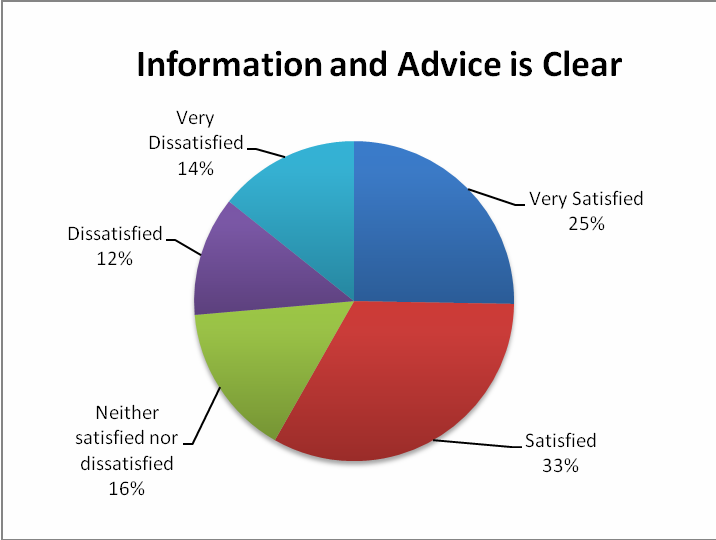 Information and Advice is Clear
Very
Dissatisfied
14%
Very Satisfied
25%
Dissatisfied
12%
Neither
satisfied nor
dissatisfied
16%
Satisfied
33%